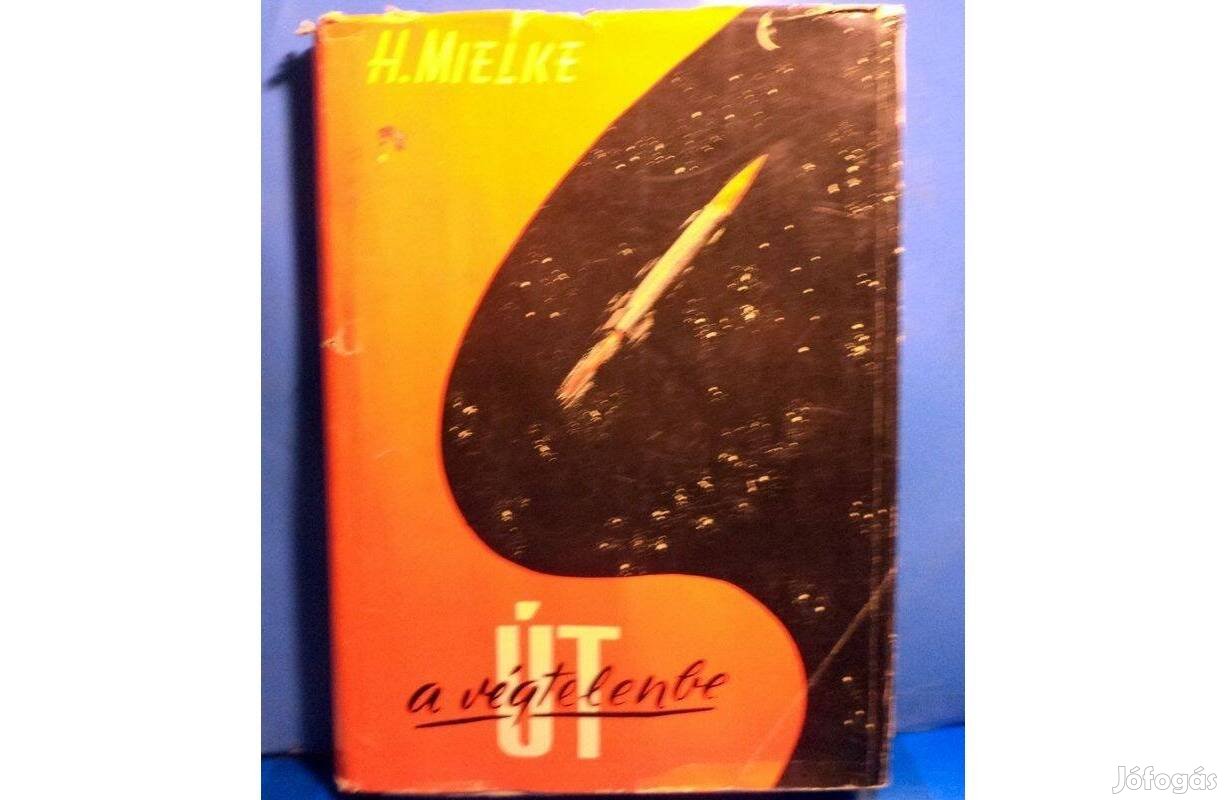 H. MIELKE
ÚT
a végtelenbe
Jófogás